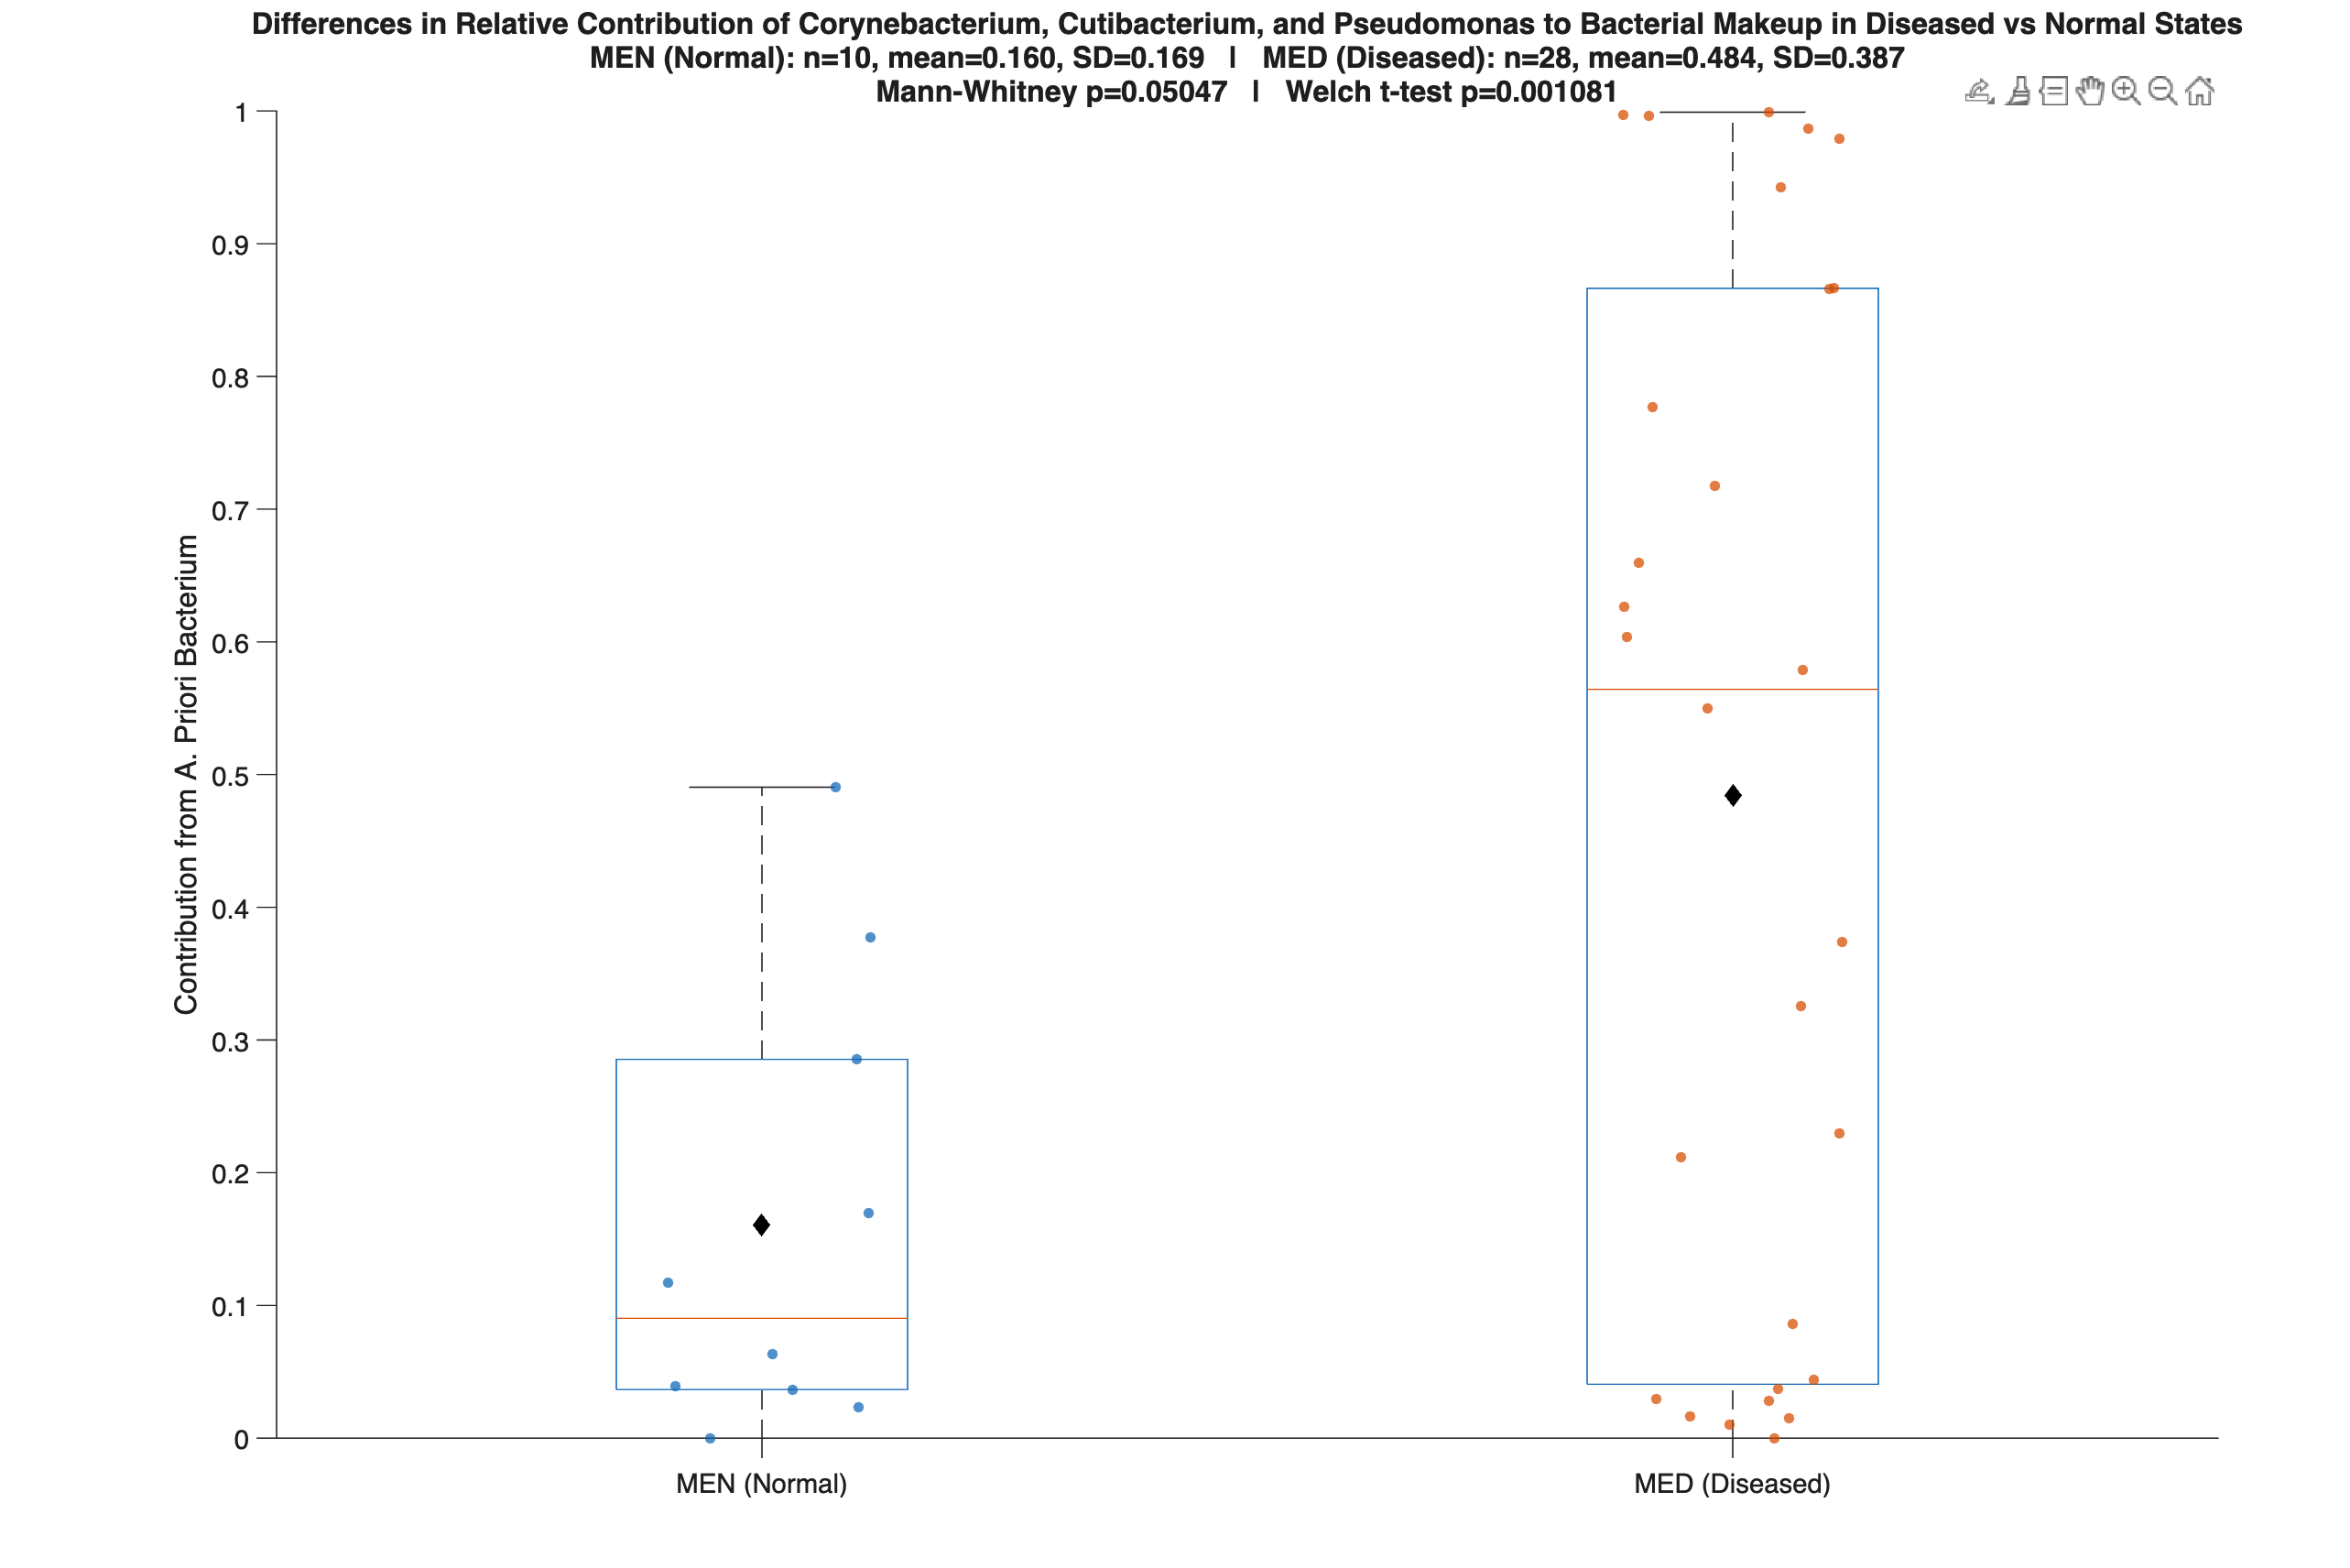 Differences in Relative Contribution of Corynebacterium, Cutibacterium, and Pseudomonas to Bacterial Makeup in Diseased vs Normal States
MEN (Normal): n=10, mean=0.160, SD=0.169 | MED (Diseased): n=28, mean=0.484, SD=0.387
Mann-Whitney p=0.05047 | Welch t-test p=0.001081
Contribution from A. Priori Bacterium
1
0.9
0.8
0.7
0.6
0.5
0.4
0.3
0.2
0.1
0
MEN (Normal)
MED (Diseased)